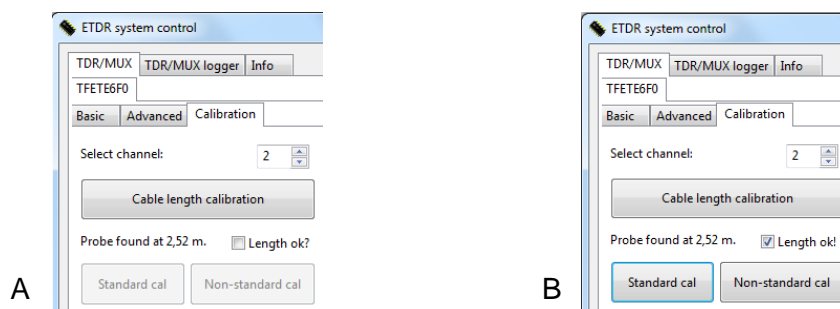 ETDR system control
TDR/MUX TDR/MUX logger Info
TFETE6F0
Basic Advanced Calibration
Select channel: 2
Cable length calibration
Probe found at 2,52 m. Length ok?
Standard cal Non-standard cal
A
ETDR system control
TDR/MUX TDR/MUX logger Info
TFETE6F0
Basic Advanced Calibration
Select channel: 2
Cable length calibration
Probe found at 2,52 m. Length ok!
Standard cal Non-standard cal
B